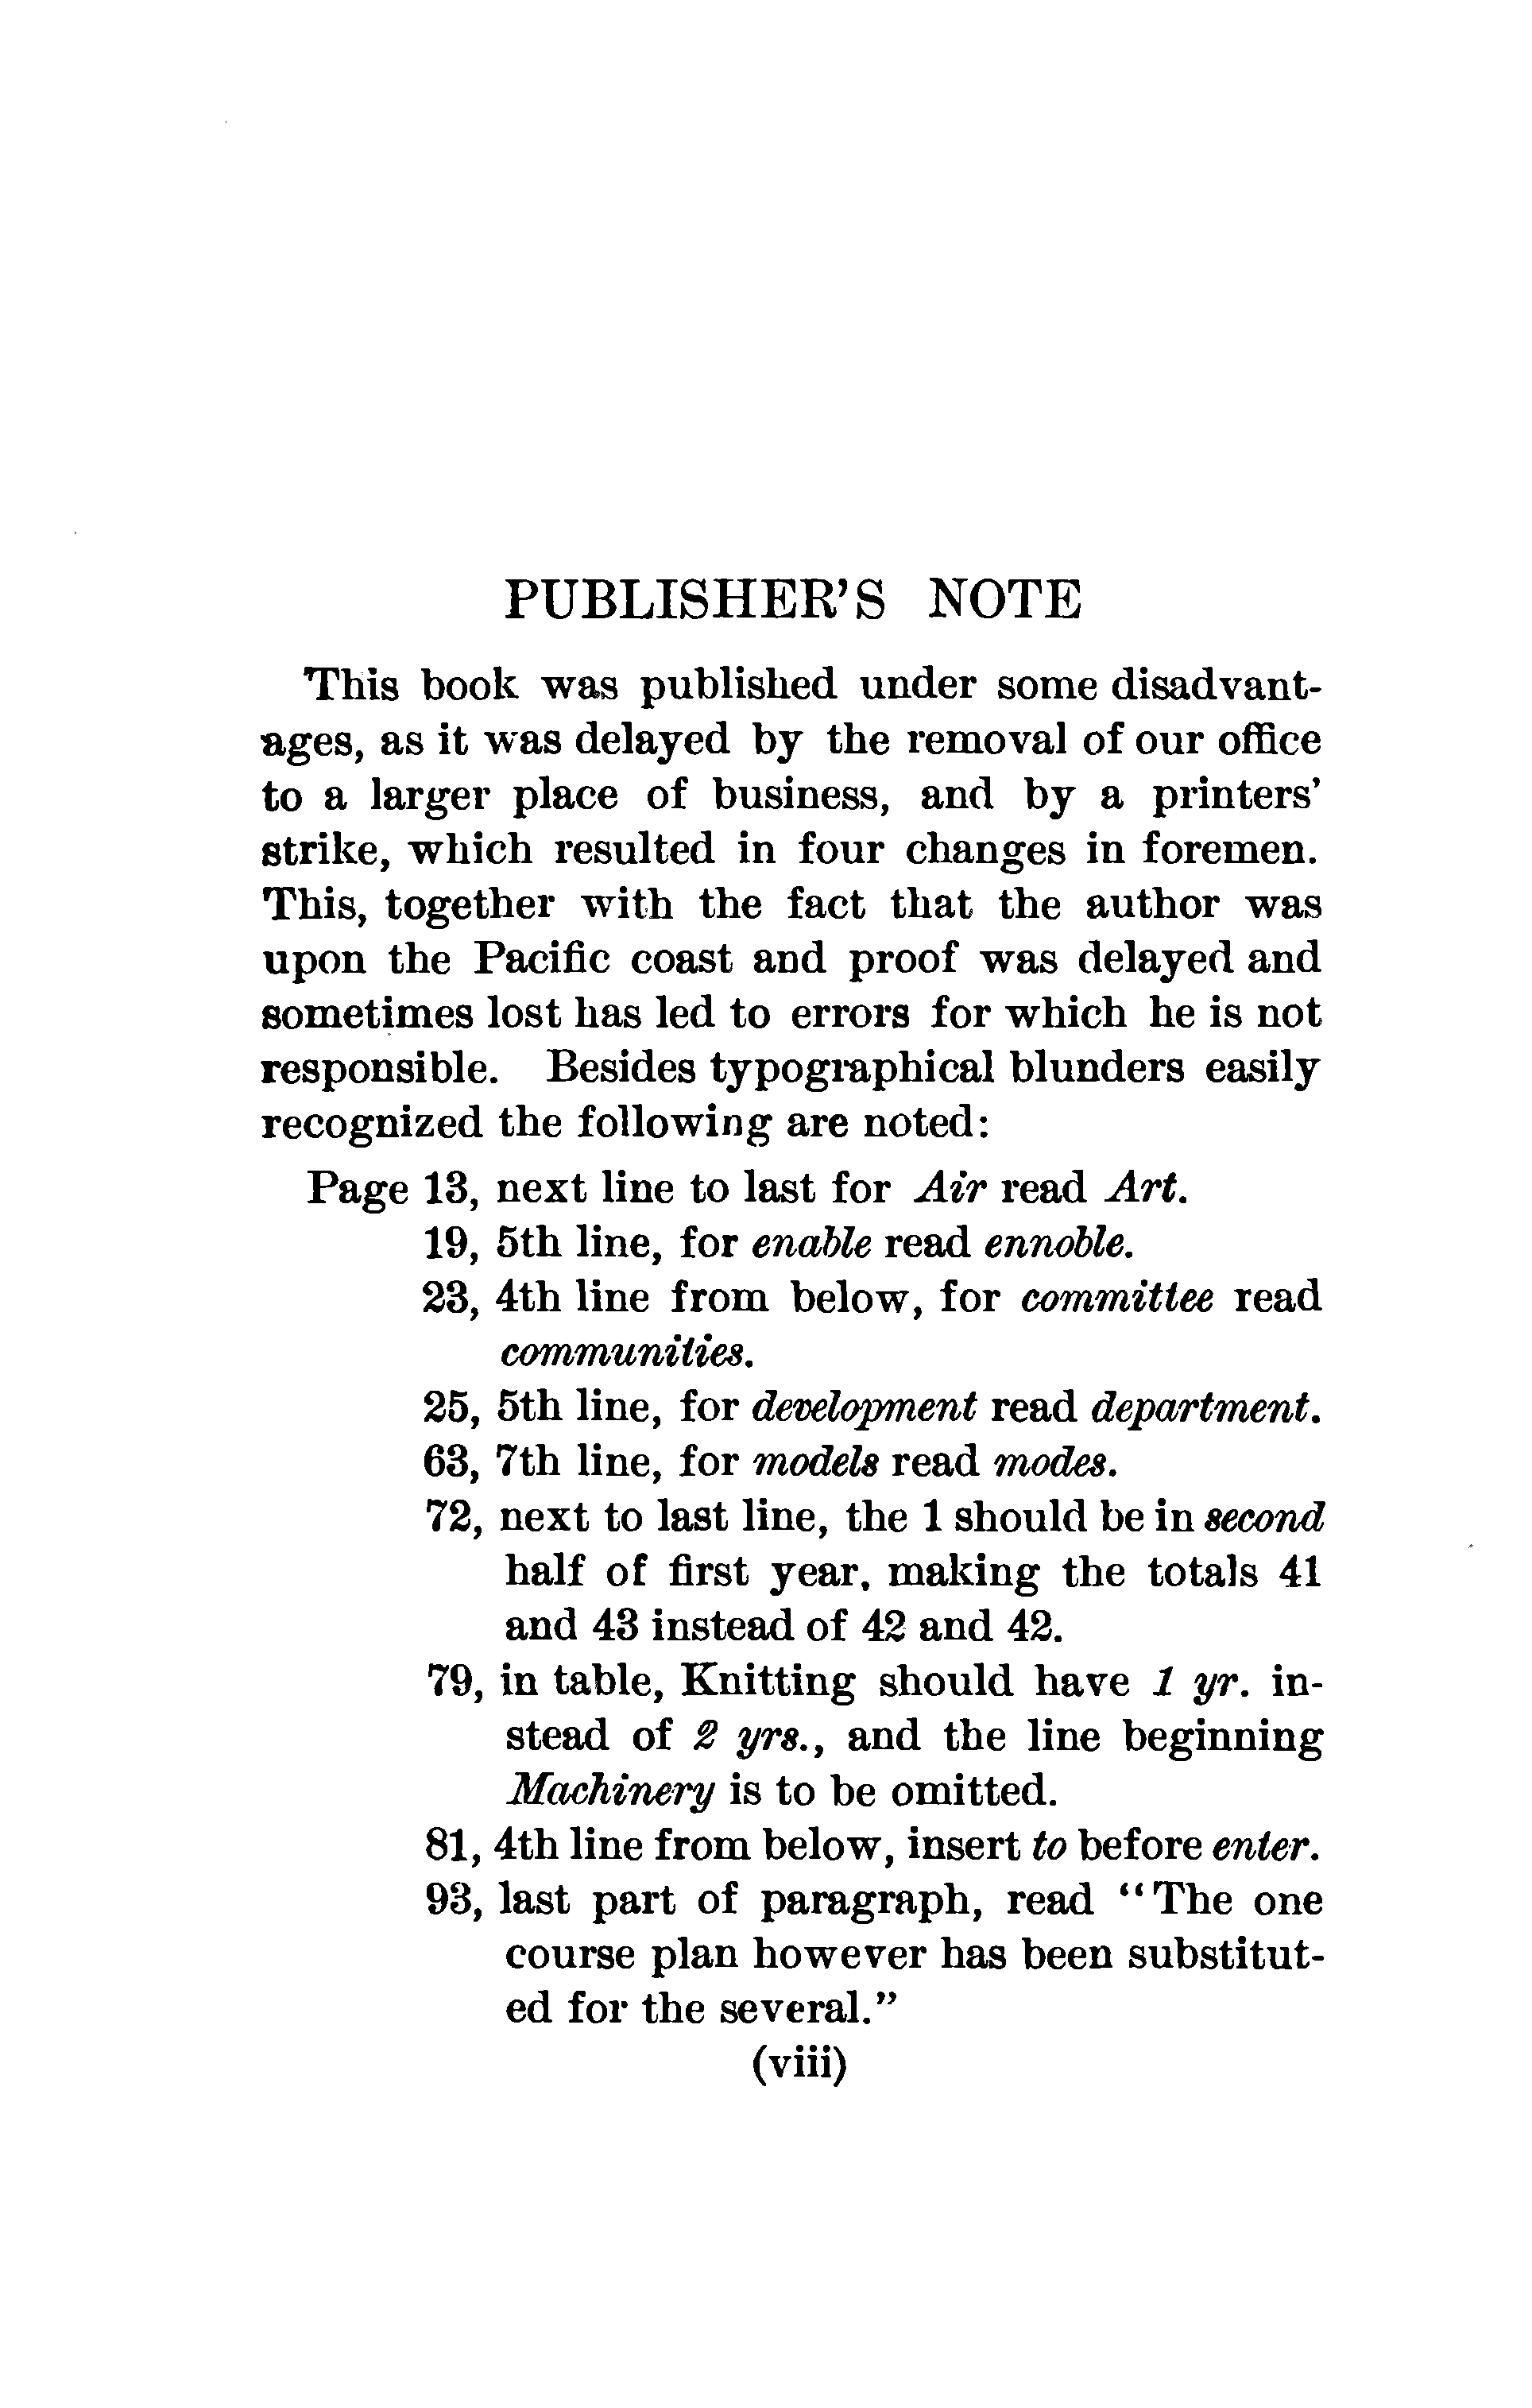 PUBLISHER'S NOTE
This book was published under some disadvant-
ages, as it was delayed by the removal of our office
to a larger place of business, and by a printers'
strike, which resulted in four changes in foremen.
This, together with the fact that the author was
upon the Pacific coast and proof was delayed and
sometimes lost has led to errors for which he is not
responsible. Besides typographical blunders easily
recognized the following are noted:
Page 13, next line to last for Air read Art.
19, 5th line, for enable read ennoble.
23, 4th line from below, for committee read
communities.
25, 5th line, for development read department.
63, 7th line, for models read modes.
72, next to last line, the 1 should be in second
half of first year, making the totals 41
and 43 instead of 42 and 42.
79, in table, Knitting should have 1 yr. in-
stead of 2 yrs., and the line beginning
Machinery is to be omitted.
81, 4th line from below, insert to before enter.
93, last part of paragraph, read "The one
course plan however has been substitut-
ed for the several."
(viii)